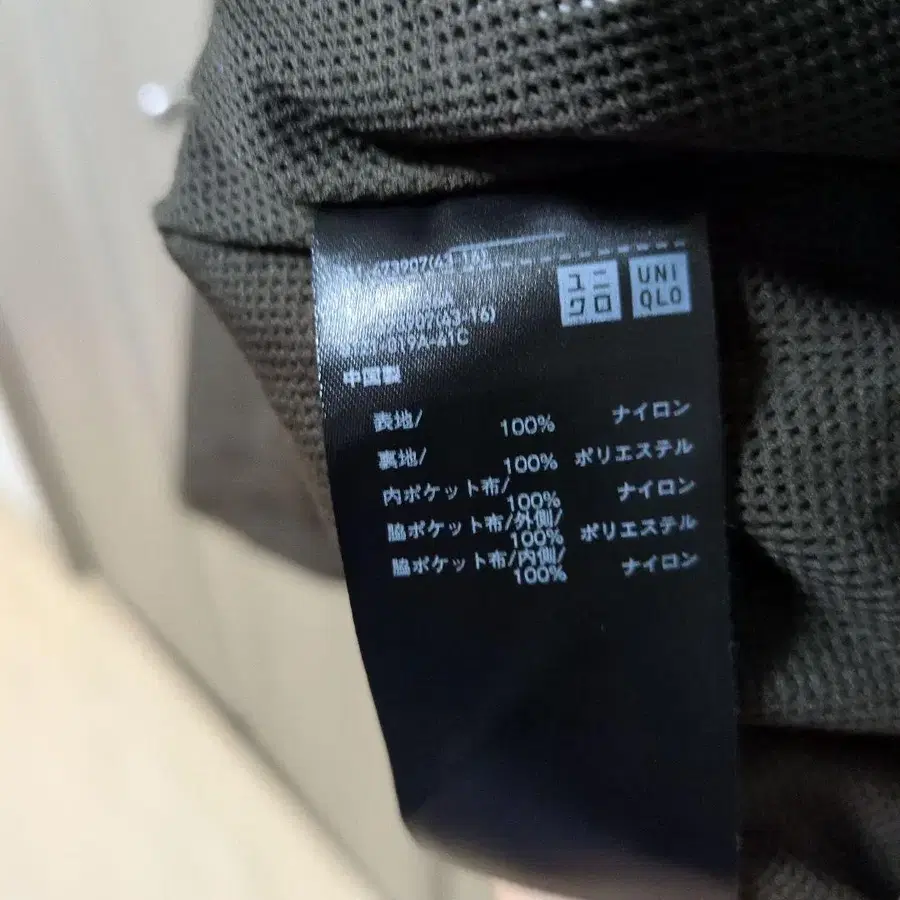 ユニクロ
UNIQLO
中国製
表地/ 100% ナイロン
裏地/ 100% ポリエステル
内ポケット布/ 100% ナイロン
脇ポケット布/外側/ 100% ポリエステル
脇ポケット布/内側/ 100% ナイロン